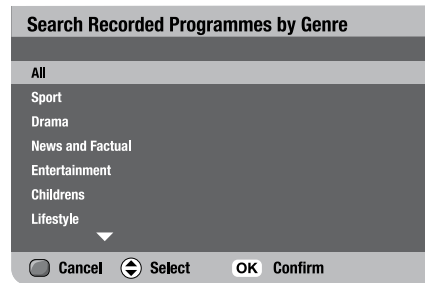 Search Recorded Programmes by Genre
All
Sport
Drama
News and Factual
Entertainment
Childrens
Lifestyle
Cancel Select OK Confirm